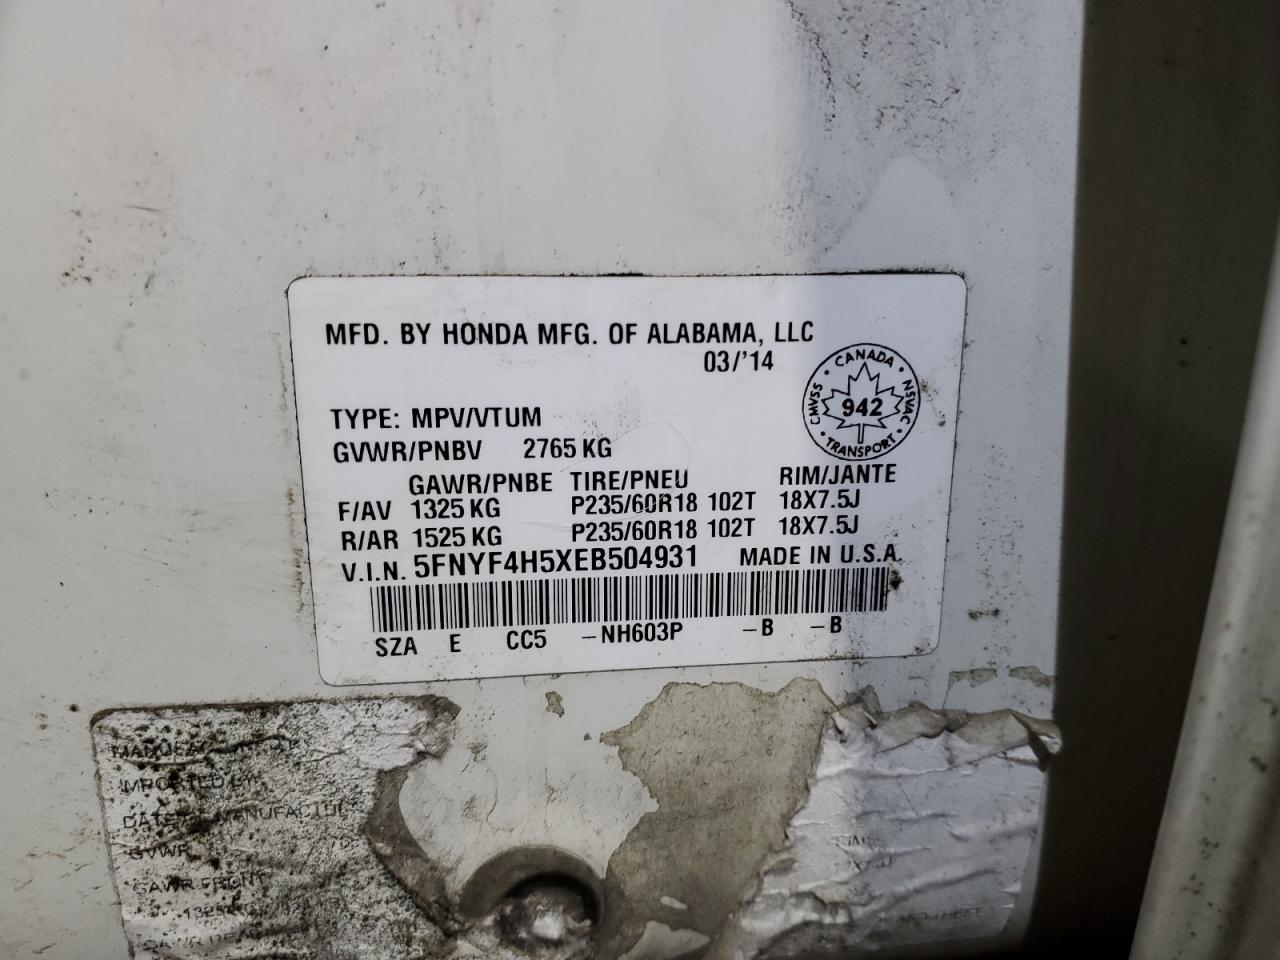 MFD. BY HONDA MFG. OF ALABAMA, LLC
03/'14
CANADA
CMVSS 942 NSVAC
TRANSPORT
TYPE: MPV/VTUM
GVWR/PNBV 2765 KG
GAWR/PNBE TIRE/PNEU RIM/JANTE
F/AV 1325 KG P235/60R18 102T 18X7.5J
R/AR 1525 KG P235/60R18 102T 18X7.5J
V.I.N. 5FNYF4H5XEB504931 MADE IN U.S.A.
SZA E CC5 -NH603P -B -B
IMPORTED BY
GVWR
GAWR FRONT